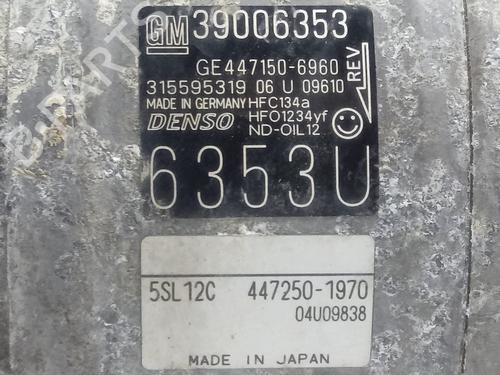 GM 39006353
GE447150-6960
315595319 06 U 09610
REV
MADE IN GERMANY HFC134a
DENSO HFO1234yf
ND-OIL12
6353U
5SL12C 447250-1970
04U09838
MADE IN JAPAN